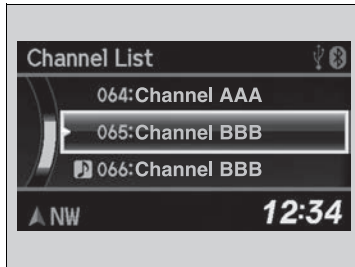 Channel List
064:Channel AAA
065:Channel BBB
066:Channel BBB
NW
12:34